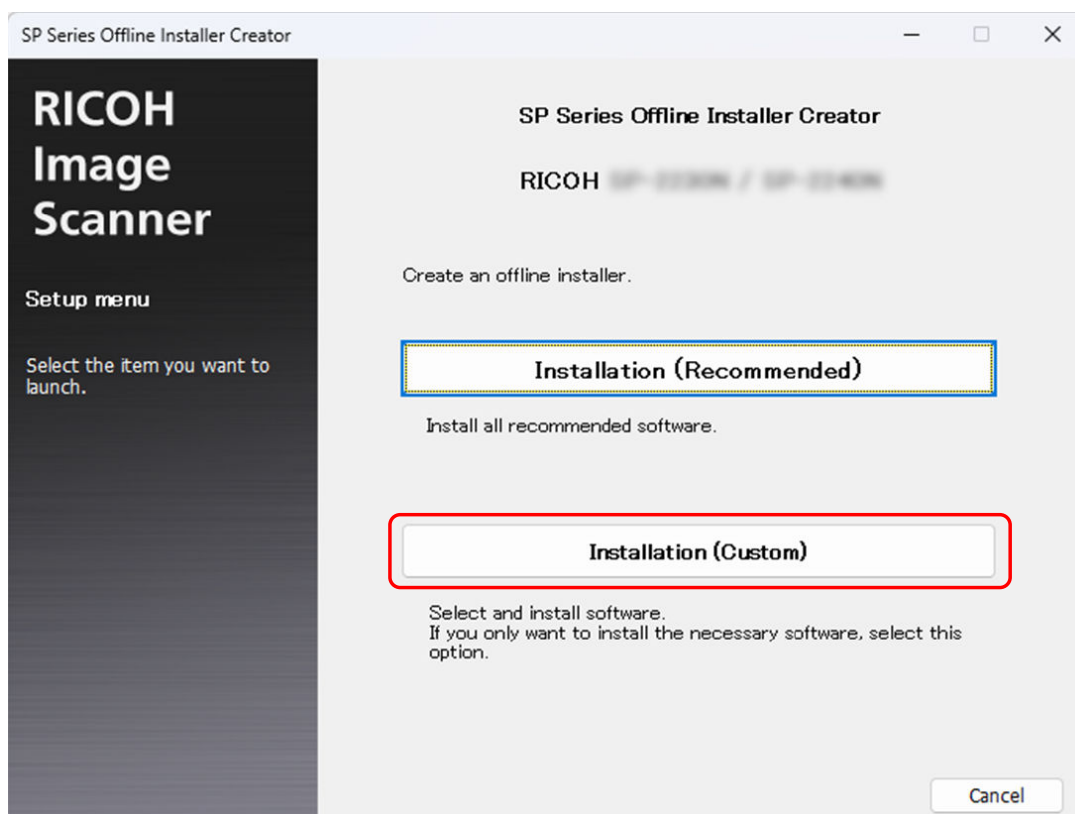 SP Series Offline Installer Creator
RICOH
Image
Scanner
Setup menu
Select the item you want to
launch.
SP Series Offline Installer Creator
RICOH
Create an offline installer.
Installation (Recommended)
Install all recommended software.
Installation (Custom)
Select and install software.
If you only want to install the necessary software, select this
option.
Cancel